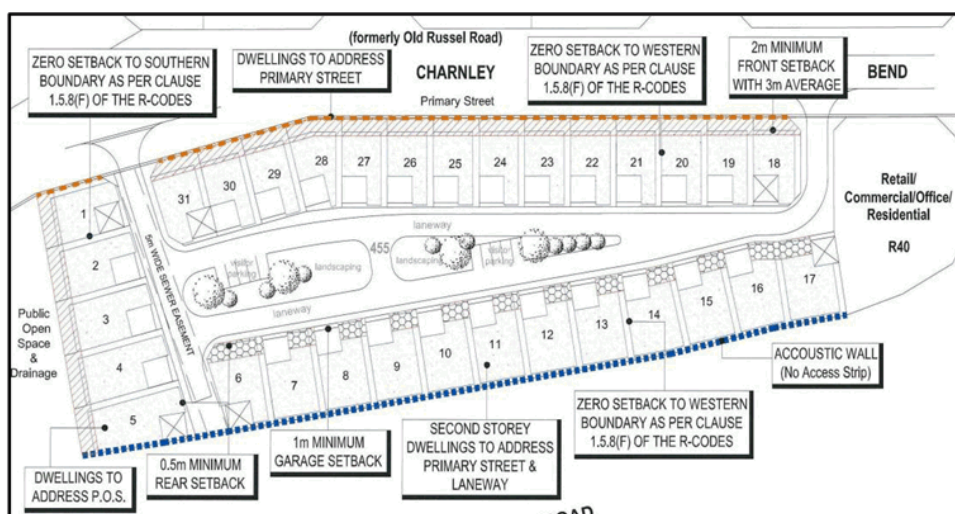 (formerly Old Russel Road)
CHARNLEY
BEND
Primary Street
ZERO SETBACK TO SOUTHERN
BOUNDARY AS PER CLAUSE
1.5.8(F) OF THE R-CODES
DWELLINGS TO ADDRESS
PRIMARY STREET
ZERO SETBACK TO WESTERN
BOUNDARY AS PER CLAUSE
1.5.8(F) OF THE R-CODES
2m MINIMUM
FRONT SETBACK
WITH 3m AVERAGE
31
30
29
28
27
26
25
24
23
22
21
20
19
18
Retail/
Commercial/Office/
Residential
R40
1
2
3
4
5
5m WIDE SEWER EASEMENT
Public
Open
Space
&
Drainage
laneway
455
visitor
parking
landscaping
landscaping
visitor
parking
laneway
6
7
8
9
10
11
12
13
14
15
16
17
ACCOUSTIC WALL
(No Access Strip)
DWELLINGS TO
ADDRESS P.O.S.
0.5m MINIMUM
REAR SETBACK
1m MINIMUM
GARAGE SETBACK
SECOND STOREY
DWELLINGS TO ADDRESS
PRIMARY STREET &
LANEWAY
ZERO SETBACK TO WESTERN
BOUNDARY AS PER CLAUSE
1.5.8(F) OF THE R-CODES